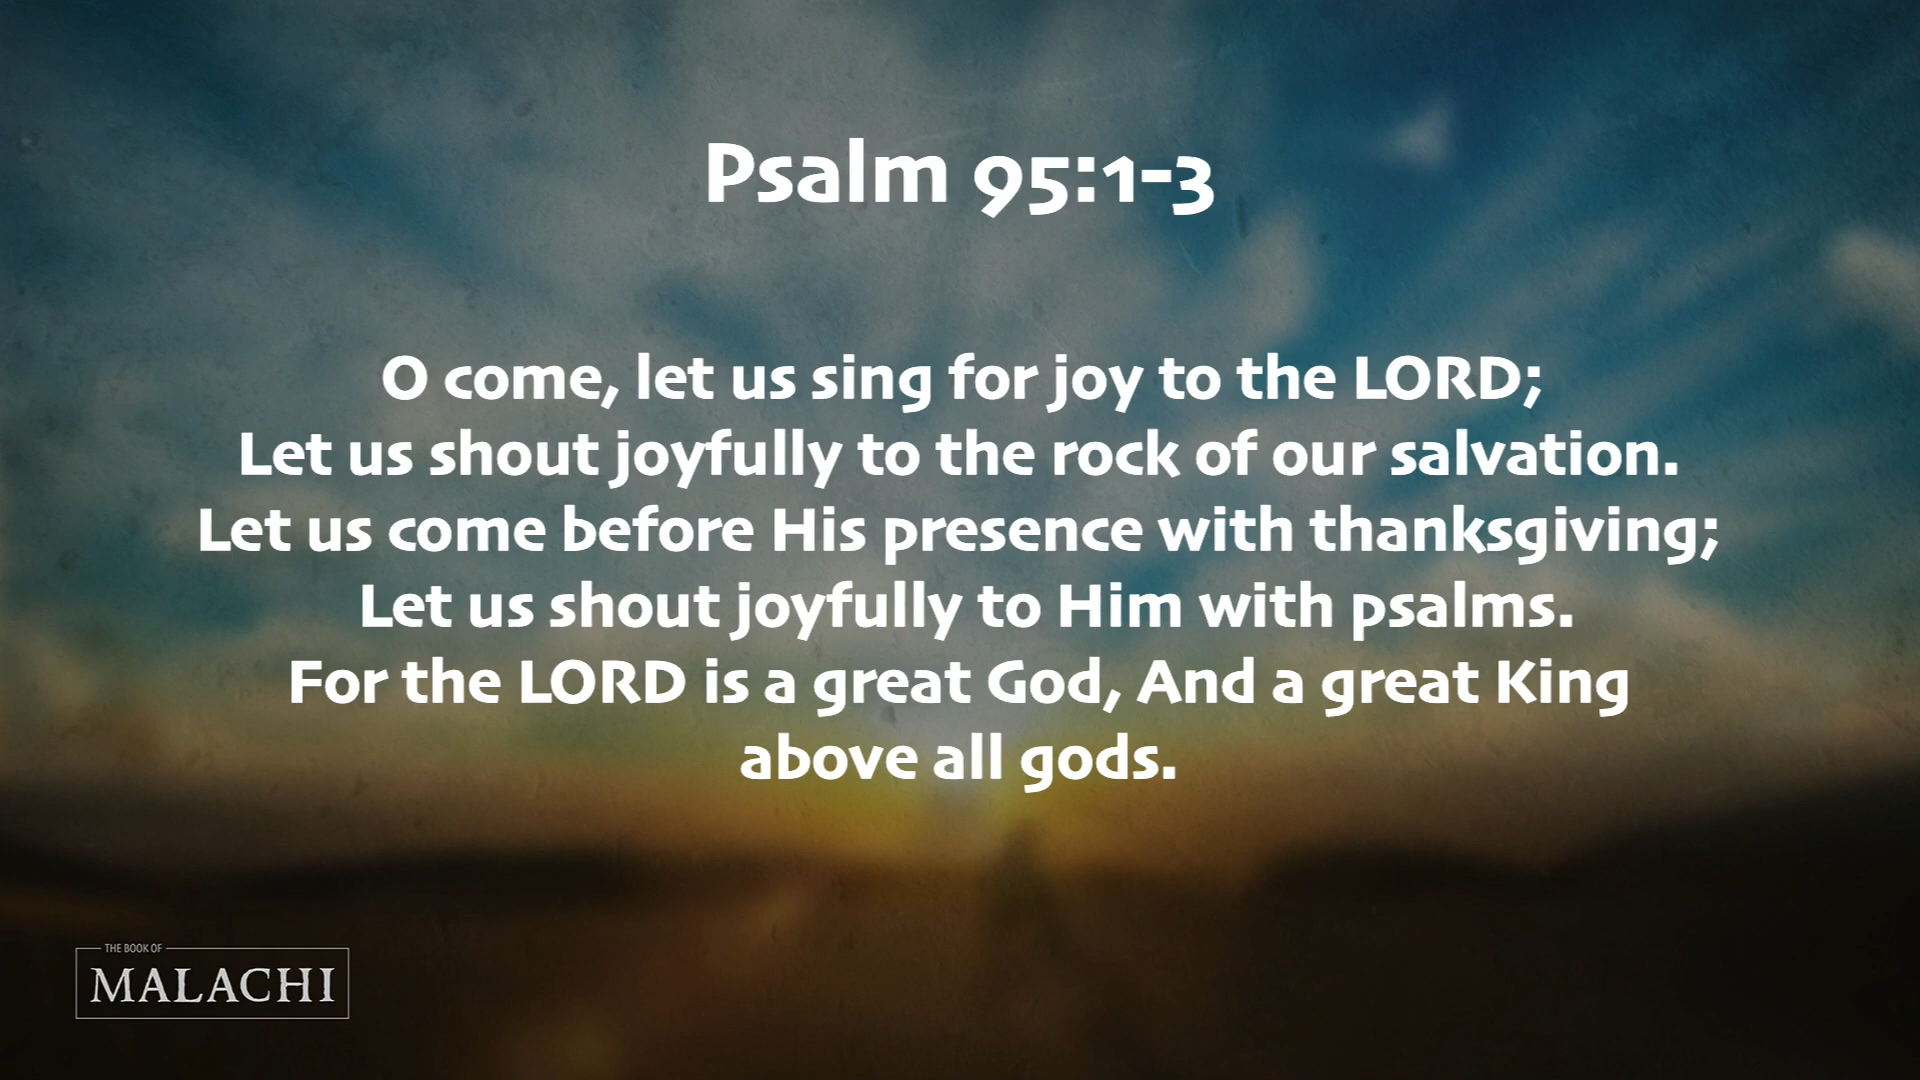 Psalm 95:1-3
O come, let us sing for joy to the LORD;
Let us shout joyfully to the rock of our salvation.
Let us come before His presence with thanksgiving;
Let us shout joyfully to Him with psalms.
For the LORD is a great God, And a great King
above all gods.
THE BOOK OF
MALACHI